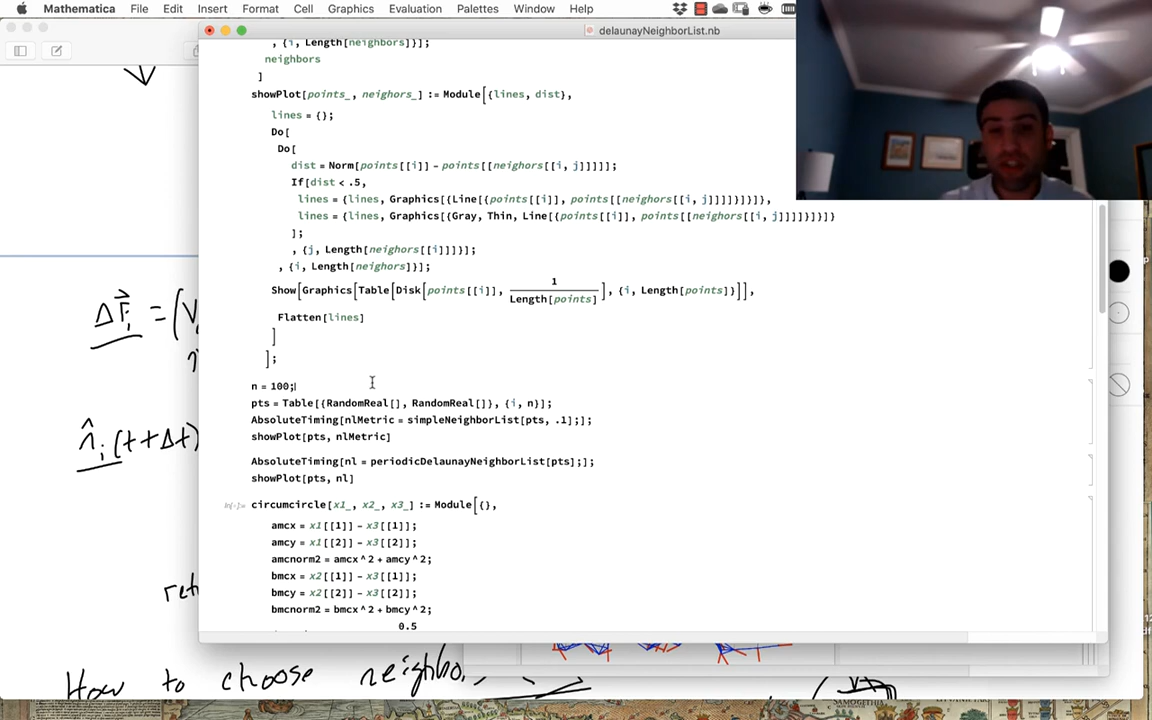 Mathematica File Edit Insert Format Cell Graphics Evaluation Palettes Window Help
delaunayNeighborList.nb
, {i, Length[neighbors]}];
neighbors
]
showPlot[points_, neighors_] := Module[{lines, dist},
lines = {};
Do[
Do[
dist = Norm[points[[i]] - points[[neighors[[i, j]]]]];
If[dist < .5,
lines = {lines, Graphics[{Line[{points[[i]], points[[neighors[[i, j]]]]}]}]},
lines = {lines, Graphics[{Gray, Thin, Line[{points[[i]], points[[neighors[[i, j]]]]}]}]}
];
, {j, Length[neighors[[i]]]}];
, {i, Length[neighors]}];
Show[Graphics[Table[Disk[points[[i]], 1/Length[points]], {i, Length[points]}]],
Flatten[lines]
]
];
n = 100;
pts = Table[{RandomReal[], RandomReal[]}, {i, n}];
AbsoluteTiming[nlMetric = simpleNeighborList[pts, .1];];
showPlot[pts, nlMetric]
AbsoluteTiming[nl = periodicDelaunayNeighborList[pts];];
showPlot[pts, nl]
In[•]:= circumcircle[x1_, x2_, x3_] := Module[{},
amcx = x1[[1]] - x3[[1]];
amcy = x1[[2]] - x3[[2]];
amcnorm2 = amcx^2 + amcy^2;
bmcx = x2[[1]] - x3[[1]];
bmcy = x2[[2]] - x3[[2]];
bmcnorm2 = bmcx^2 + bmcy^2;
0.5
Δr⃗ᵢ = (v
n̂ᵢ(t+Δt)
How to choose neighbo